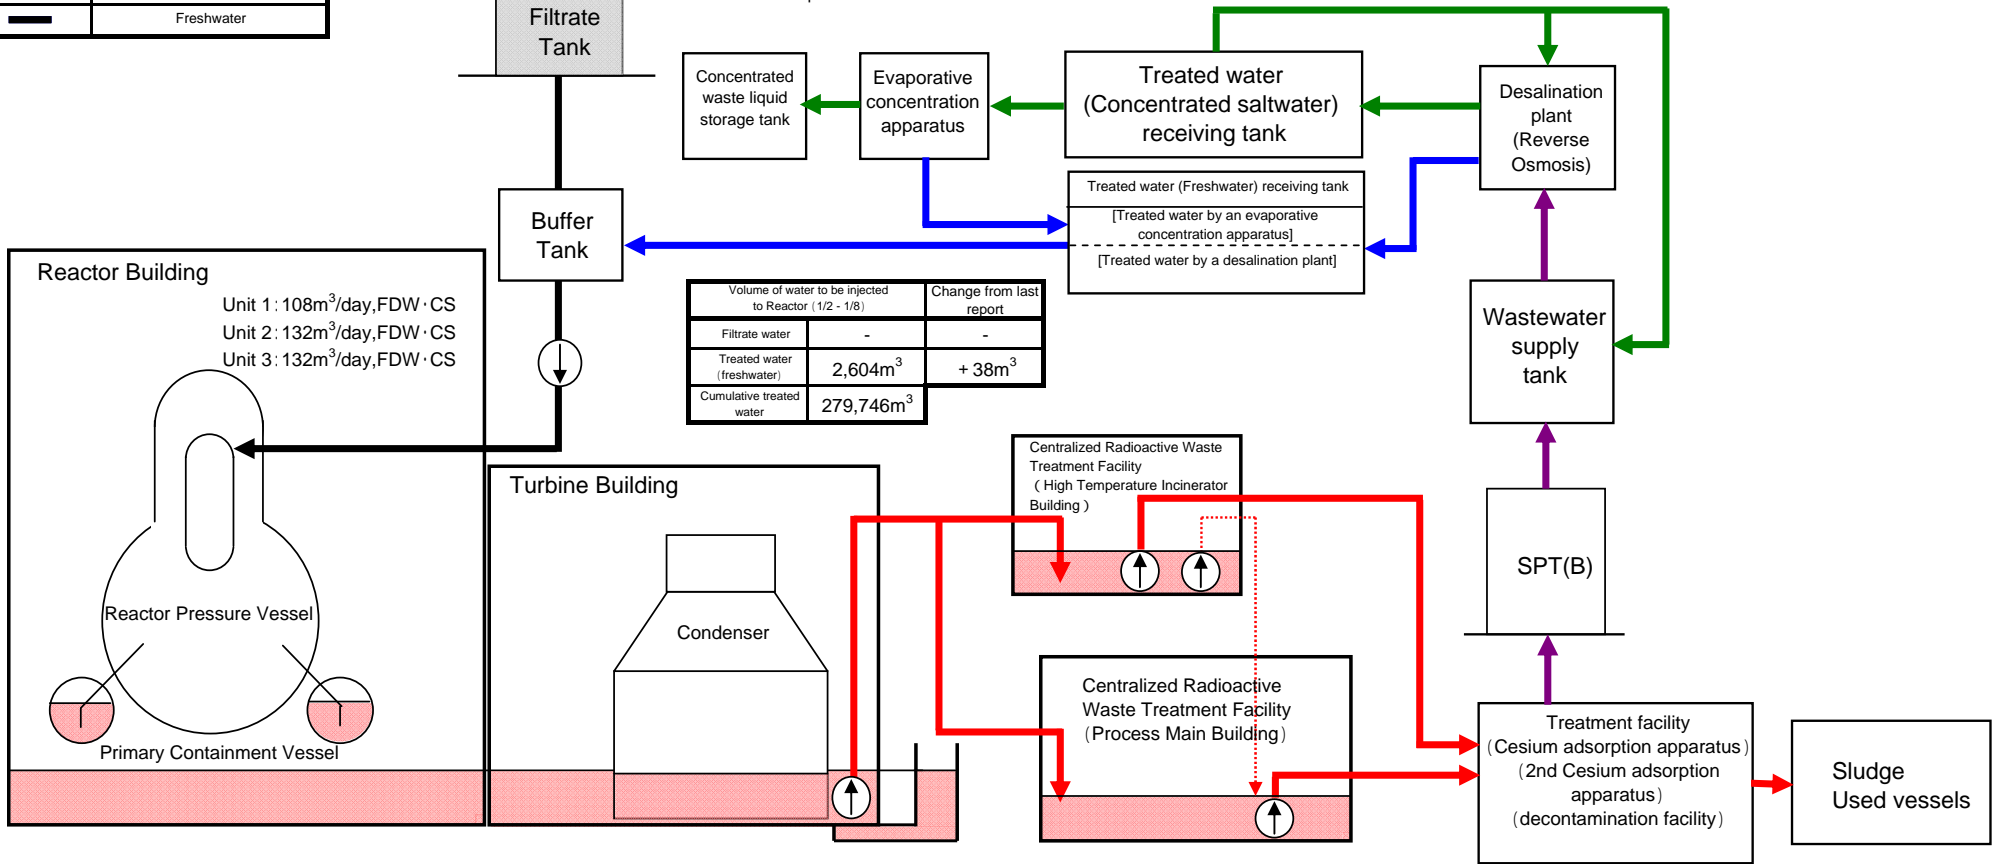 Freshwater
Filtrate
Tank
Concentrated
waste liquid
storage tank
Evaporative
concentration
apparatus
Treated water
(Concentrated saltwater)
receiving tank
Desalination
plant
(Reverse
Osmosis)
Treated water (Freshwater) receiving tank
[Treated water by an evaporative
concentration apparatus]
[Treated water by a desalination plant]
Buffer
Tank
Reactor Building
Unit 1:108m³/day,FDW･CS
Unit 2:132m³/day,FDW･CS
Unit 3:132m³/day,FDW･CS
Volume of water to be injected
to Reactor (1/2 - 1/8)
Change from last
report
Filtrate water
-
-
Treated water
(freshwater)
2,604m³
+38m³
Cumulative treated
water
279,746m³
Wastewater
supply
tank
Centralized Radioactive Waste
Treatment Facility
(High Temperature Incinerator
Building)
Turbine Building
SPT(B)
Reactor Pressure Vessel
Condenser
Primary Containment Vessel
Centralized Radioactive
Waste Treatment Facility
(Process Main Building)
Treatment facility
(Cesium adsorption apparatus)
(2nd Cesium adsorption
apparatus)
(decontamination facility)
Sludge
Used vessels